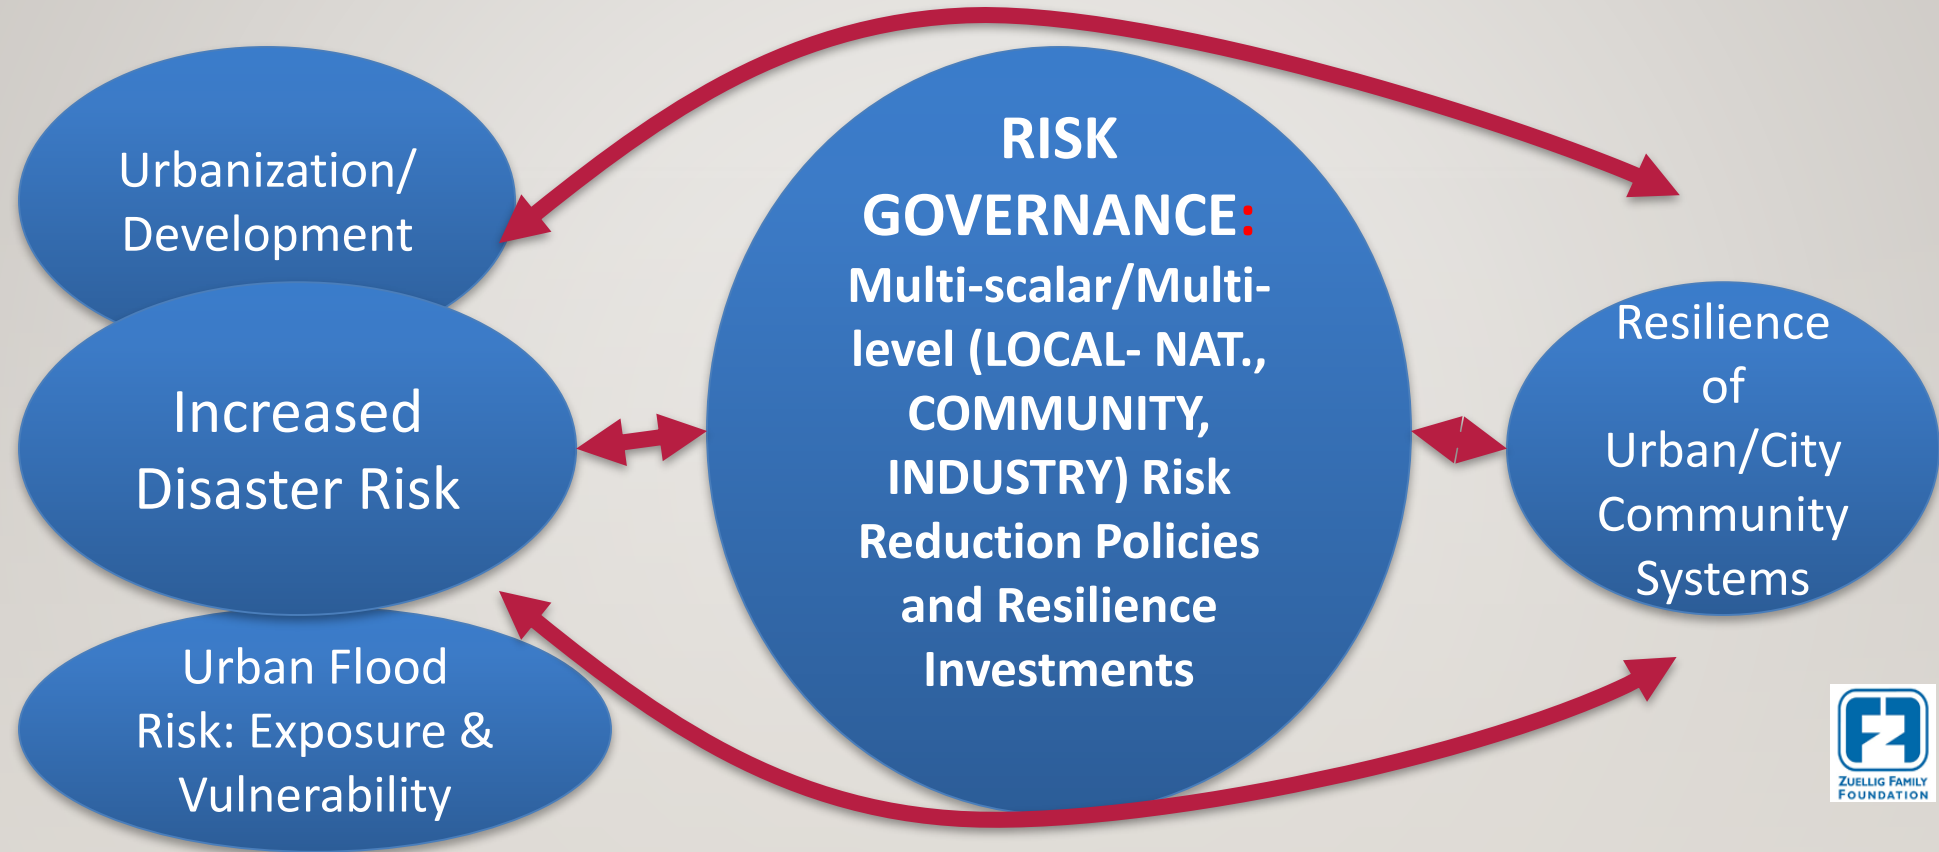 Urbanization/
Development
Increased
Disaster Risk
Urban Flood
Risk: Exposure &
Vulnerability
RISK
GOVERNANCE:
Multi-scalar/Multi-
level (LOCAL- NAT.,
COMMUNITY,
INDUSTRY) Risk
Reduction Policies
and Resilience
Investments
Resilience
of
Urban/City
Community
Systems
ZUELLIG FAMILY
FOUNDATION